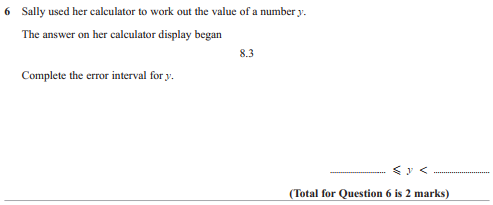 6 Sally used her calculator to work out the value of a number y.
The answer on her calculator display began
8.3
Complete the error interval for y.
.................... ⩽ y < ....................
(Total for Question 6 is 2 marks)